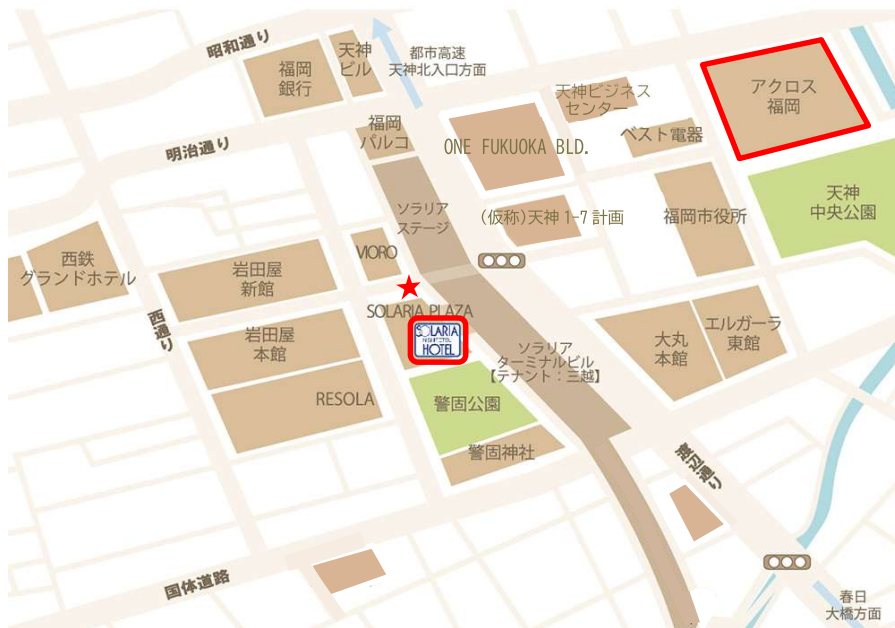 昭和通り
福岡
銀行
天神
ビル
都市高速
天神北入口方面
アクロス
福岡
天神ビジネス
センター
福岡
パルコ
ONE FUKUOKA BLD.
ベスト電器
明治通り
天神
中央公園
ソラリア
ステージ
(仮称)天神1-7計画
福岡市役所
VIORO
西鉄
グランドホテル
岩田屋
新館
SOLARIA PLAZA
SOLARIA
NISHITETSU
HOTEL
西通り
岩田屋
本館
ソラリア
ターミナルビル
【テナント:三越】
大丸
本館
エルガーラ
東館
RESOLA
警固公園
警固神社
渡辺通り
国体道路
春日
大橋方面